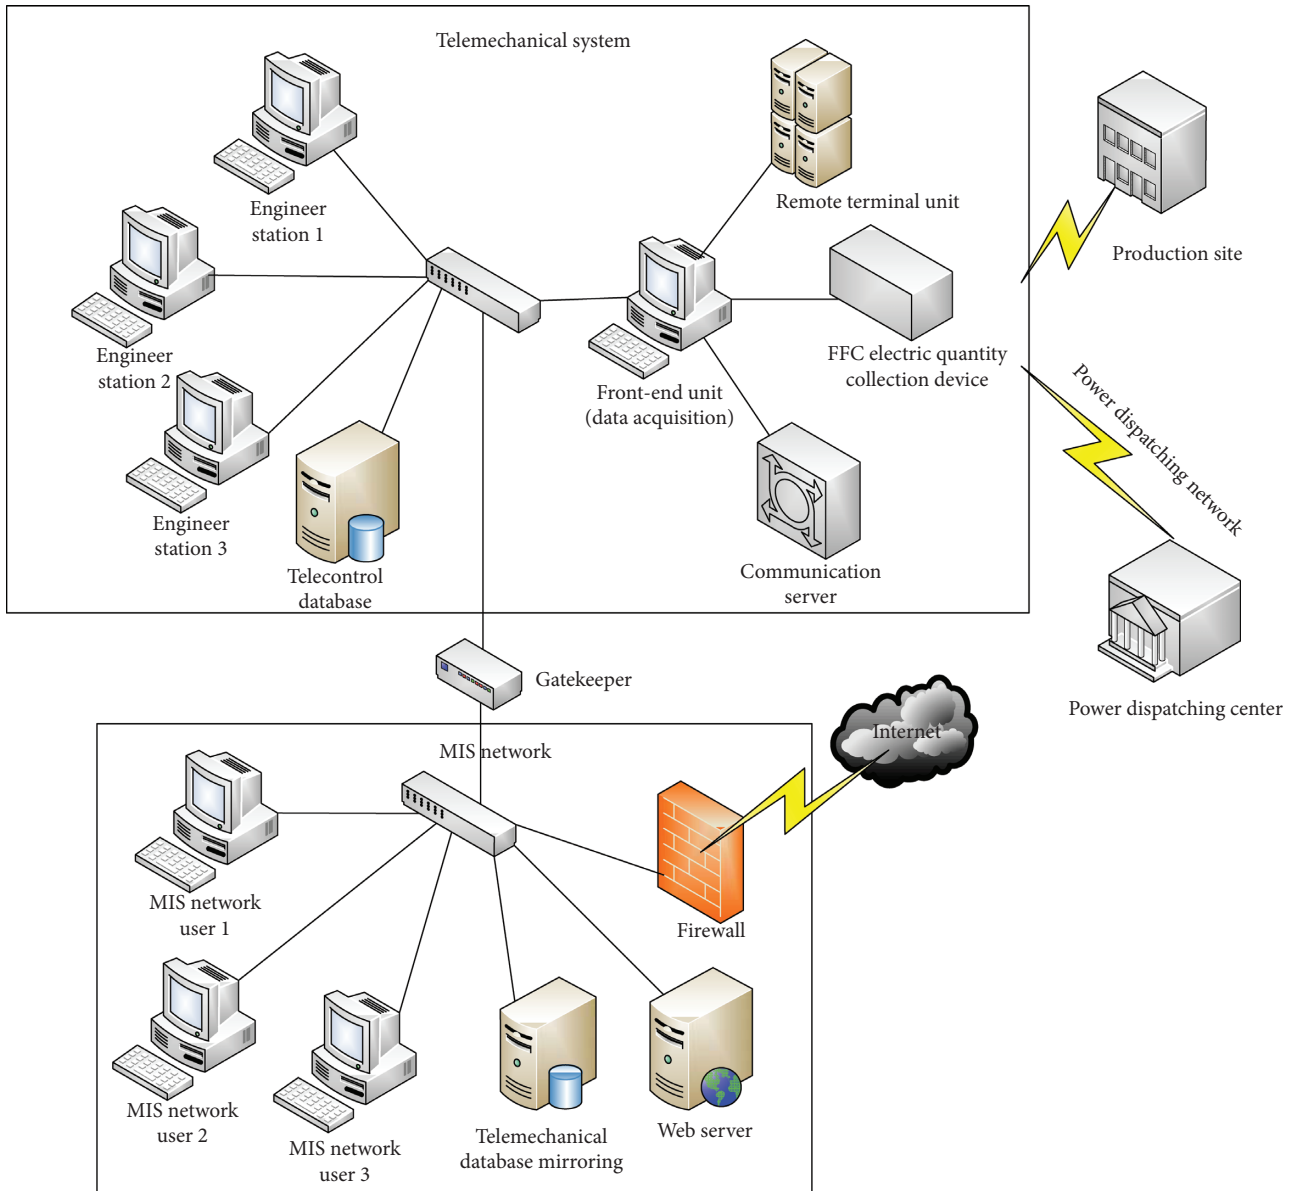 Telemechanical system
Engineer
station 1
Engineer
station 2
Engineer
station 3
Telecontrol
database
Remote terminal unit
FFC electric quantity
collection device
Front-end unit
(data acquisition)
Communication
server
Production site
Power dispatching network
Power dispatching center
Gatekeeper
MIS network
Internet
Firewall
MIS network
user 1
MIS network
user 2
MIS network
user 3
Telemechanical
database mirroring
Web server